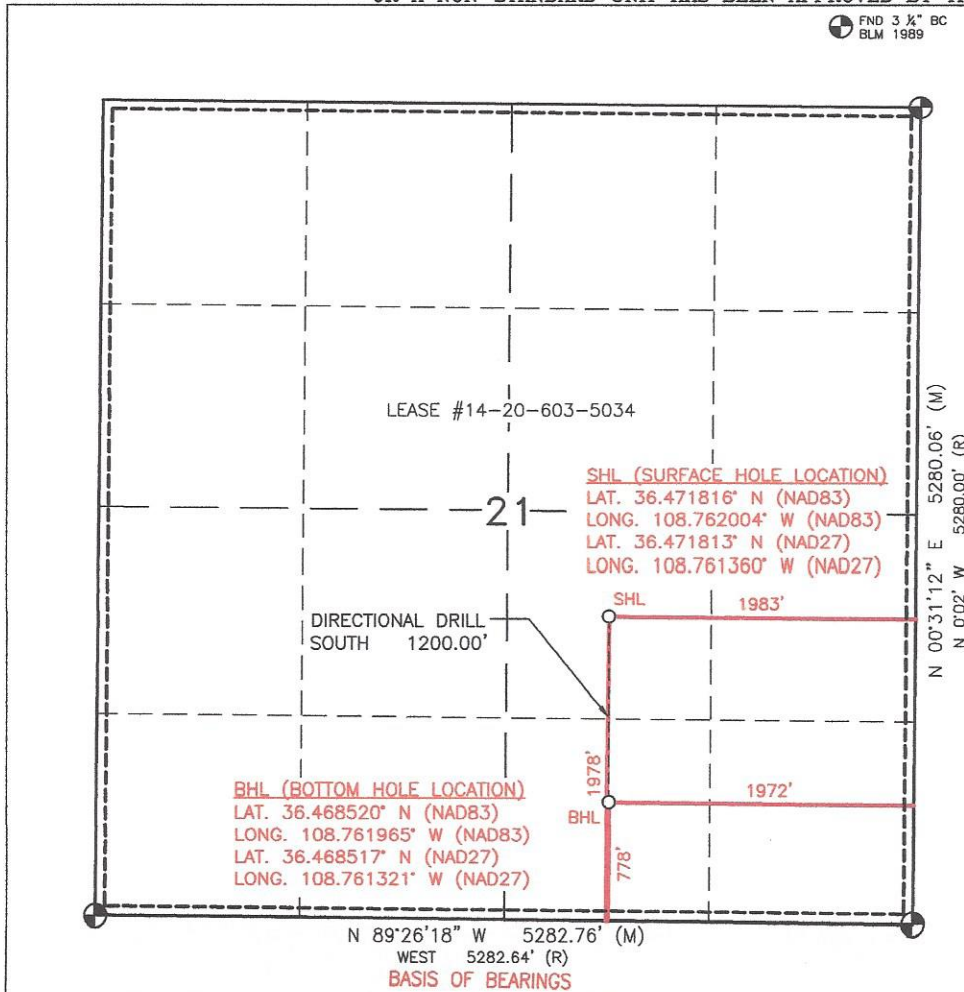 FND 3 ¼" BC
BLM 1989
LEASE #14-20-603-5034
21
SHL (SURFACE HOLE LOCATION)
LAT. 36.471816° N (NAD83)
LONG. 108.762004° W (NAD83)
LAT. 36.471813° N (NAD27)
LONG. 108.761360° W (NAD27)
N 00°31'12" E 5280.06' (M)
N 0°02' W 5280.00' (R)
SHL
1983'
DIRECTIONAL DRILL
SOUTH 1200.00'
1978'
BHL (BOTTOM HOLE LOCATION)
LAT. 36.468520° N (NAD83)
LONG. 108.761965° W (NAD83)
LAT. 36.468517° N (NAD27)
LONG. 108.761321° W (NAD27)
1972'
BHL
778'
N 89°26'18" W 5282.76' (M)
WEST 5282.64' (R)
BASIS OF BEARINGS